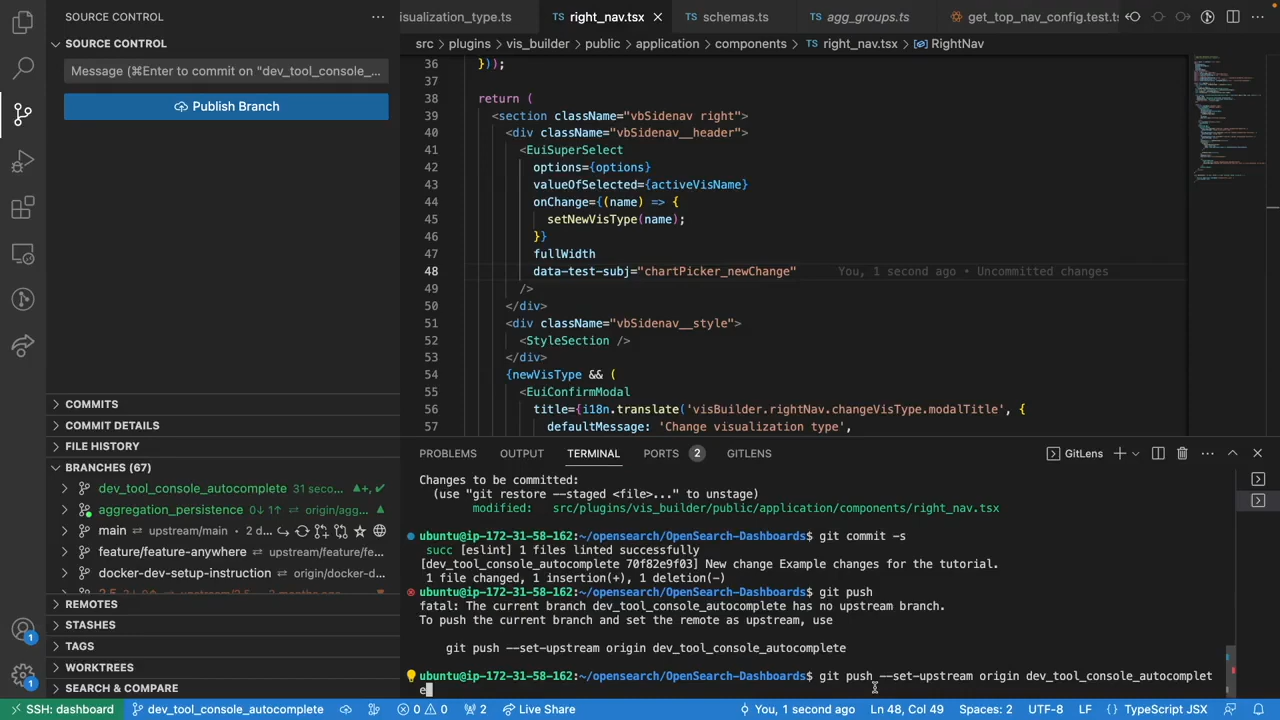 SOURCE CONTROL
SOURCE CONTROL
Message (⌘Enter to commit on "dev_tool_console_...
Publish Branch
COMMITS
COMMIT DETAILS
FILE HISTORY
BRANCHES (67)
dev_tool_console_autocomplete 31 seco...
aggregation_persistence 0↓ 1↑ origin/agg...
main • upstream/main • 2 d...
feature/feature-anywhere upstream/feature/fe...
docker-dev-setup-instruction origin/docker-d...
REMOTES
STASHES
TAGS
WORKTREES
SEARCH & COMPARE
isualization_type.ts
TS right_nav.tsx
TS schemas.ts
TS agg_groups.ts
get_top_nav_config.test.ts
src > plugins > vis_builder > public > application > components > TS right_nav.tsx > RightNav
36 }));
37
38 return (
39 <section className="vbSidenav right">
40 <div className="vbSidenav__header">
41 <EuiSuperSelect
42 options={options}
43 valueOfSelected={activeVisName}
44 onChange={(name) => {
45 setNewVisType(name);
46 }}
47 fullWidth
48 data-test-subj="chartPicker_newChange" You, 1 second ago • Uncommitted changes
49 />
50 </div>
51 <div className="vbSidenav__style">
52 <StyleSection />
53 </div>
54 {newVisType && (
55 <EuiConfirmModal
56 title={i18n.translate('visBuilder.rightNav.changeVisType.modalTitle', {
57 defaultMessage: 'Change visualization type',
PROBLEMS OUTPUT TERMINAL PORTS 2 GITLENS
GitLens
Changes to be committed:
(use "git restore --staged <file>..." to unstage)
modified: src/plugins/vis_builder/public/application/components/right_nav.tsx
ubuntu@ip-172-31-58-162:~/opensearch/OpenSearch-Dashboards$ git commit -s
succ [eslint] 1 files linted successfully
[dev_tool_console_autocomplete 70f82e9f03] New change Example changes for the tutorial.
1 file changed, 1 insertion(+), 1 deletion(-)
ubuntu@ip-172-31-58-162:~/opensearch/OpenSearch-Dashboards$ git push
fatal: The current branch dev_tool_console_autocomplete has no upstream branch.
To push the current branch and set the remote as upstream, use
git push --set-upstream origin dev_tool_console_autocomplete
ubuntu@ip-172-31-58-162:~/opensearch/OpenSearch-Dashboards$ git push --set-upstream origin dev_tool_console_autocomplet
e
1
1
SSH: dashboard
dev_tool_console_autocomplete
0 0
2
Live Share
You, 1 second ago
Ln 48, Col 49
Spaces: 2
UTF-8
LF
{} TypeScript JSX